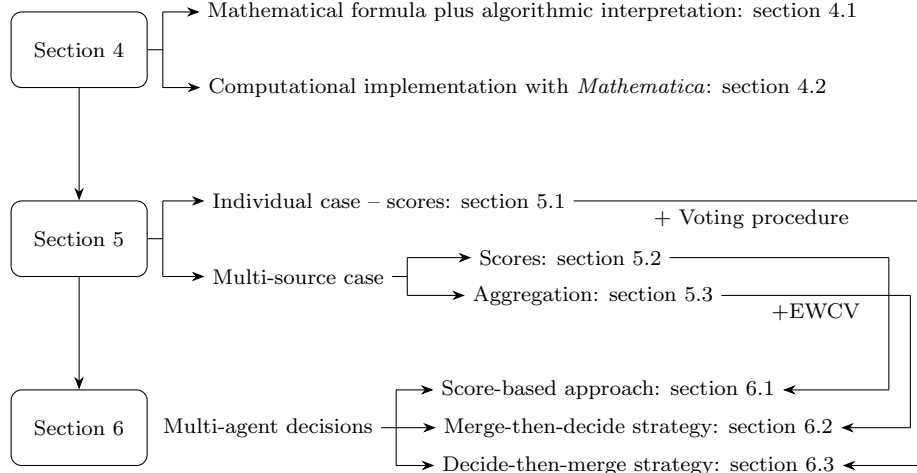 Mathematical formula plus algorithmic interpretation: section 4.1
Section 4
Computational implementation with Mathematica: section 4.2
Individual case – scores: section 5.1
+ Voting procedure
Section 5
Scores: section 5.2
Multi-source case
Aggregation: section 5.3
+EWCV
Score-based approach: section 6.1
Section 6
Multi-agent decisions
Merge-then-decide strategy: section 6.2
Decide-then-merge strategy: section 6.3